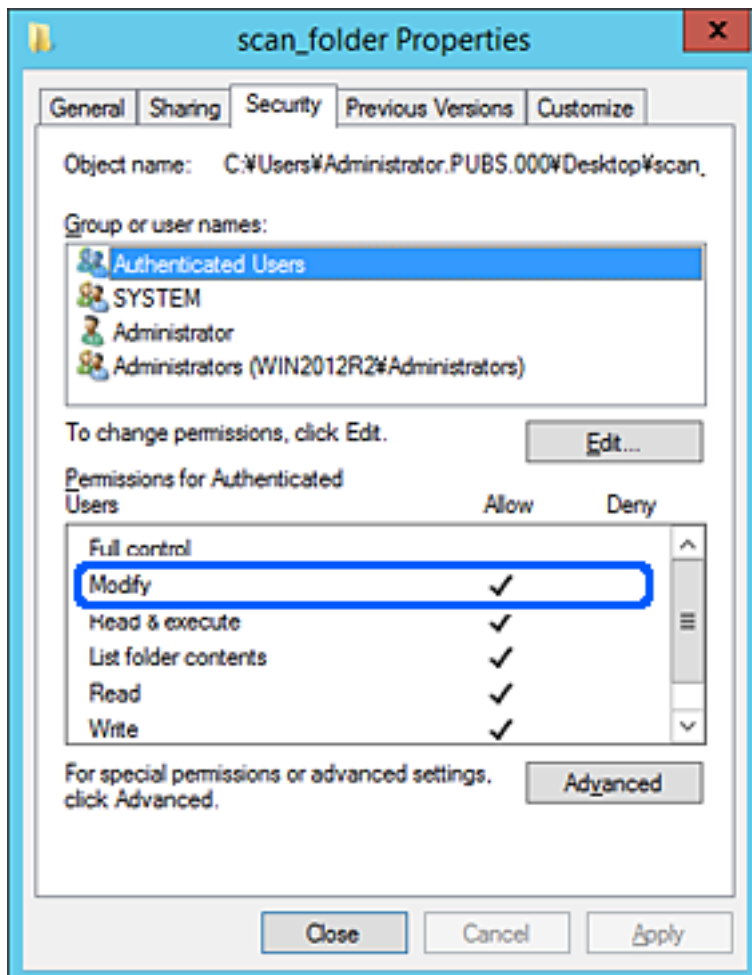 scan_folder Properties
x
General Sharing Security Previous Versions Customize
Object name: C:¥Users¥Administrator.PUBS.000¥Desktop¥scan_
Group or user names:
Authenticated Users
SYSTEM
Administrator
Administrators (WIN2012R2¥Administrators)
To change permissions, click Edit.
Edit...
Permissions for Authenticated
Users Allow Deny
Full control
Modify
Read & execute
List folder contents
Read
Write
For special permissions or advanced settings,
click Advanced.
Advanced
Close Cancel Apply